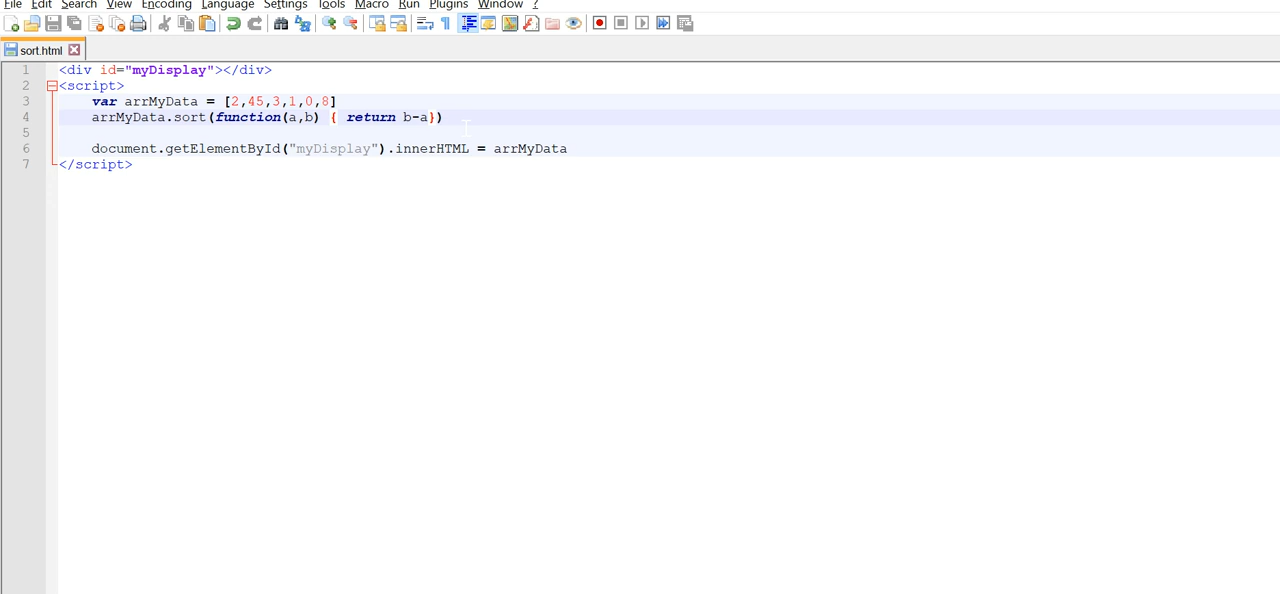 File Edit Search View Encoding Language Settings Tools Macro Run Plugins Window ?
sort.html
1 <div id="myDisplay"></div>
2 <script>
3 var arrMyData = [2,45,3,1,0,8]
4 arrMyData.sort(function(a,b) { return b-a})
5
6 document.getElementById("myDisplay").innerHTML = arrMyData
7 </script>